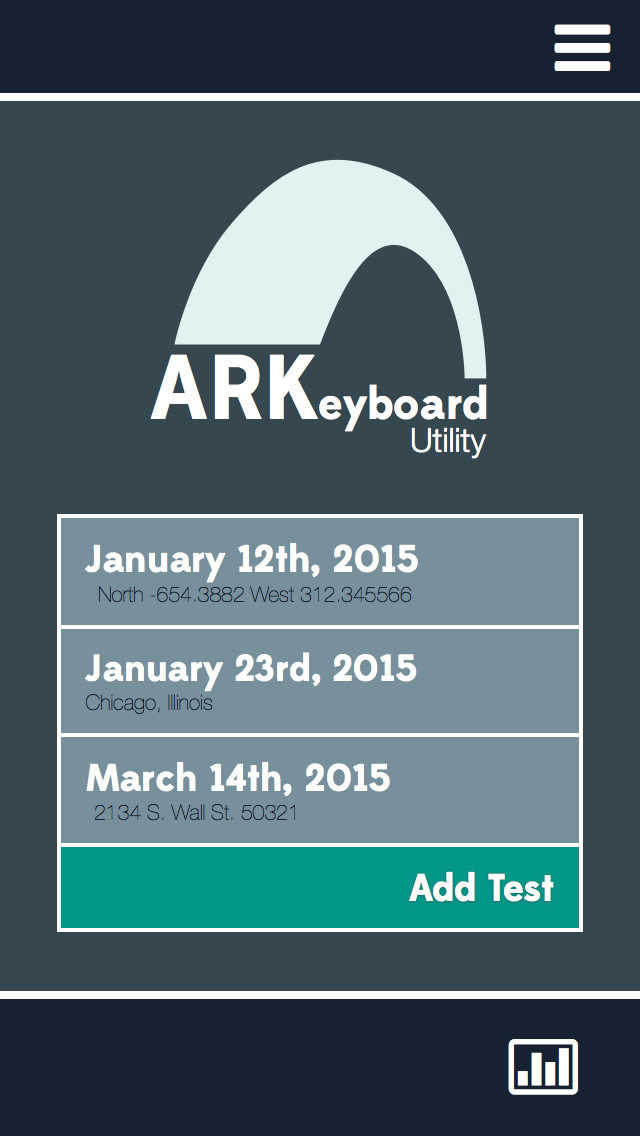 ARKeyboard
Utility
January 12th, 2015
North -654.3882 West 312.345566
January 23rd, 2015
Chicago, Illinois
March 14th, 2015
2134 S. Wall St. 50321
Add Test